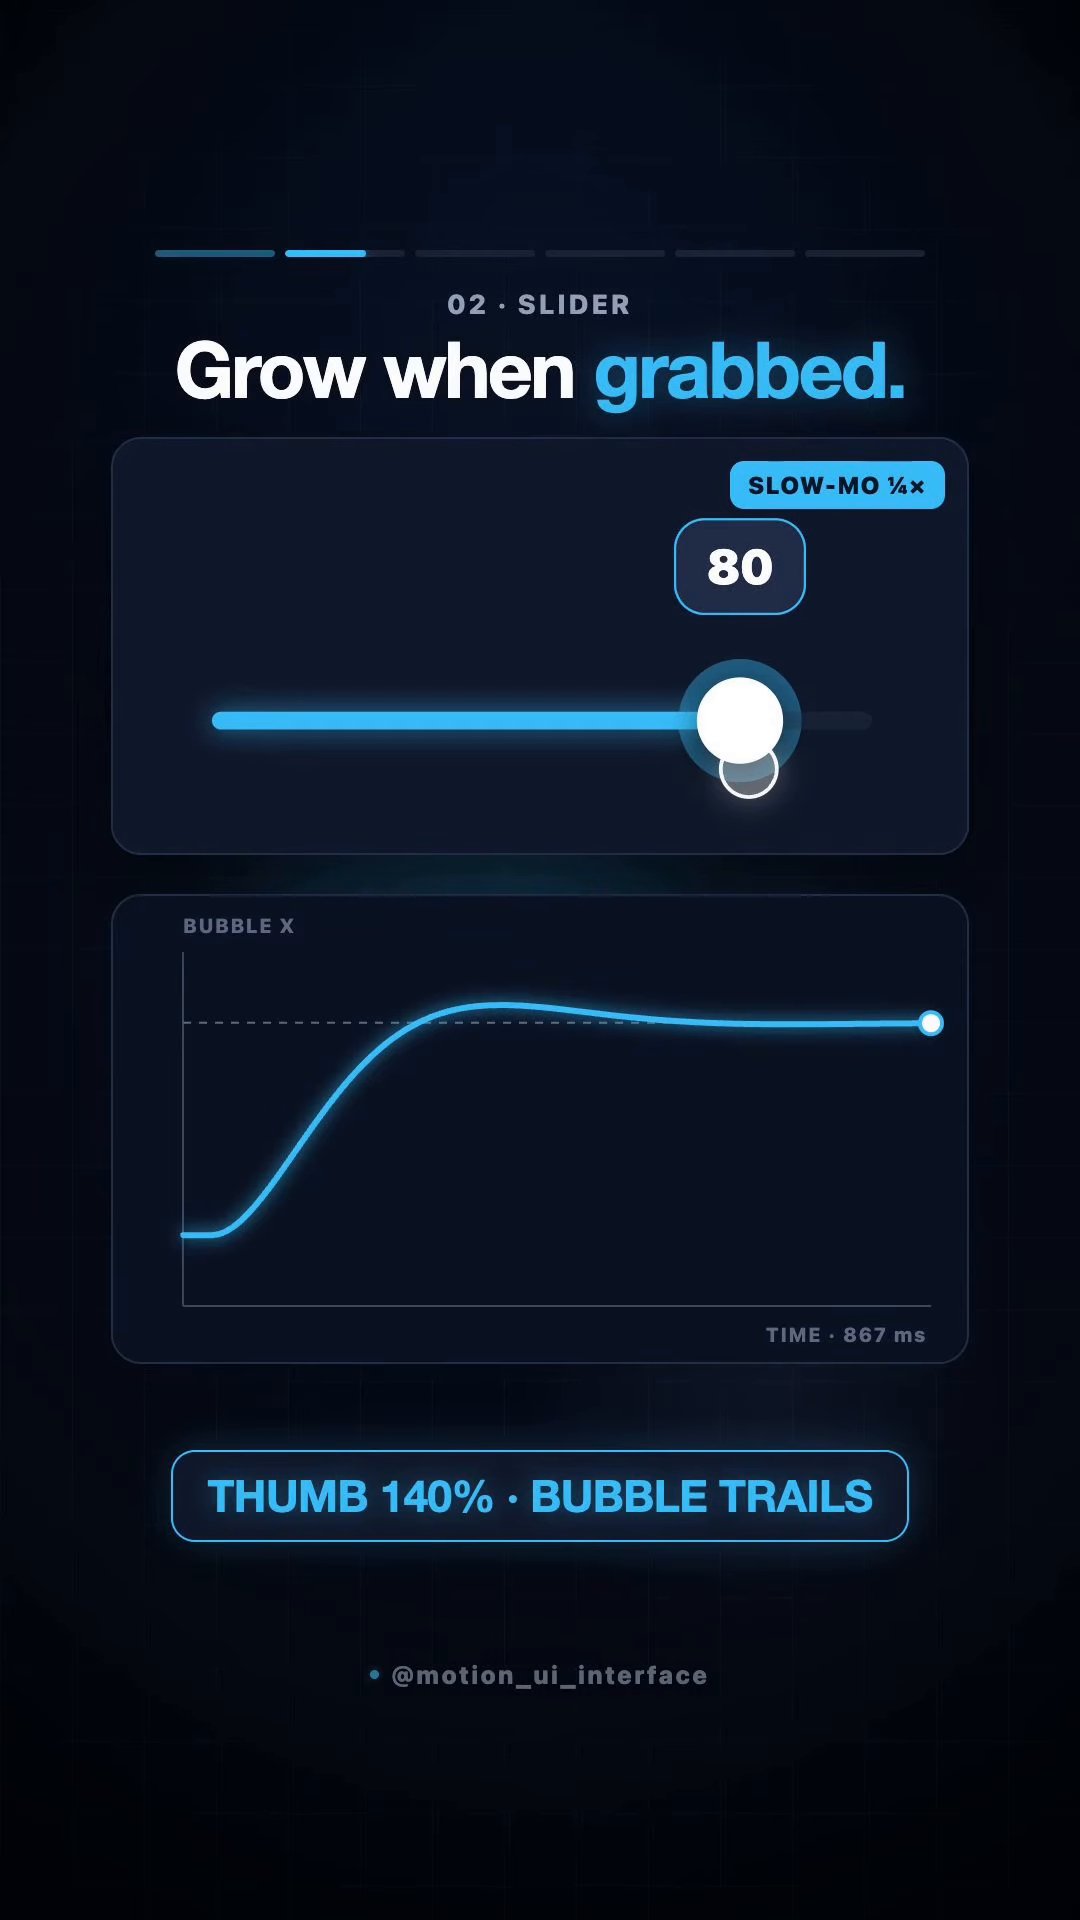 02 · SLIDER
Grow when grabbed.
SLOW-MO ¼×
80
BUBBLE X
TIME · 867 ms
THUMB 140% · BUBBLE TRAILS
@motion_ui_interface